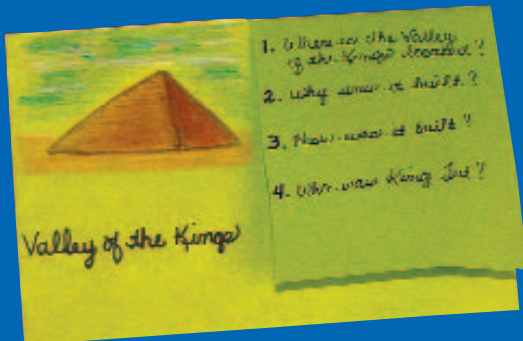 Valley of the Kings
1. Where is the Valley
of the Kings located?
2. Why was it built?
3. How was it built?
4. Who was King Tut?